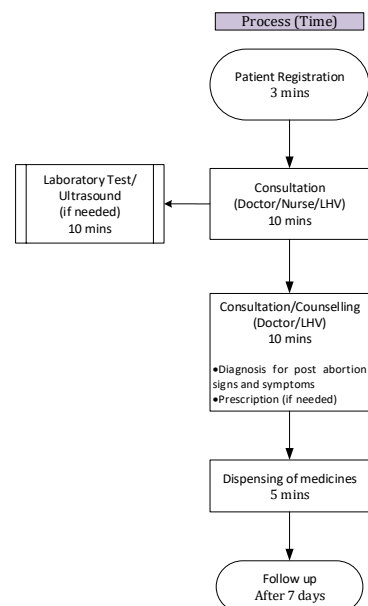 Process (Time)
Patient Registration
3 mins
Laboratory Test/
Ultrasound
(if needed)
10 mins
Consultation
(Doctor/Nurse/LHV)
10 mins
Consultation/Counselling
(Doctor/LHV)
10 mins
•Diagnosis for post abortion
signs and symptoms
•Prescription (if needed)
Dispensing of medicines
5 mins
Follow up
After 7 days